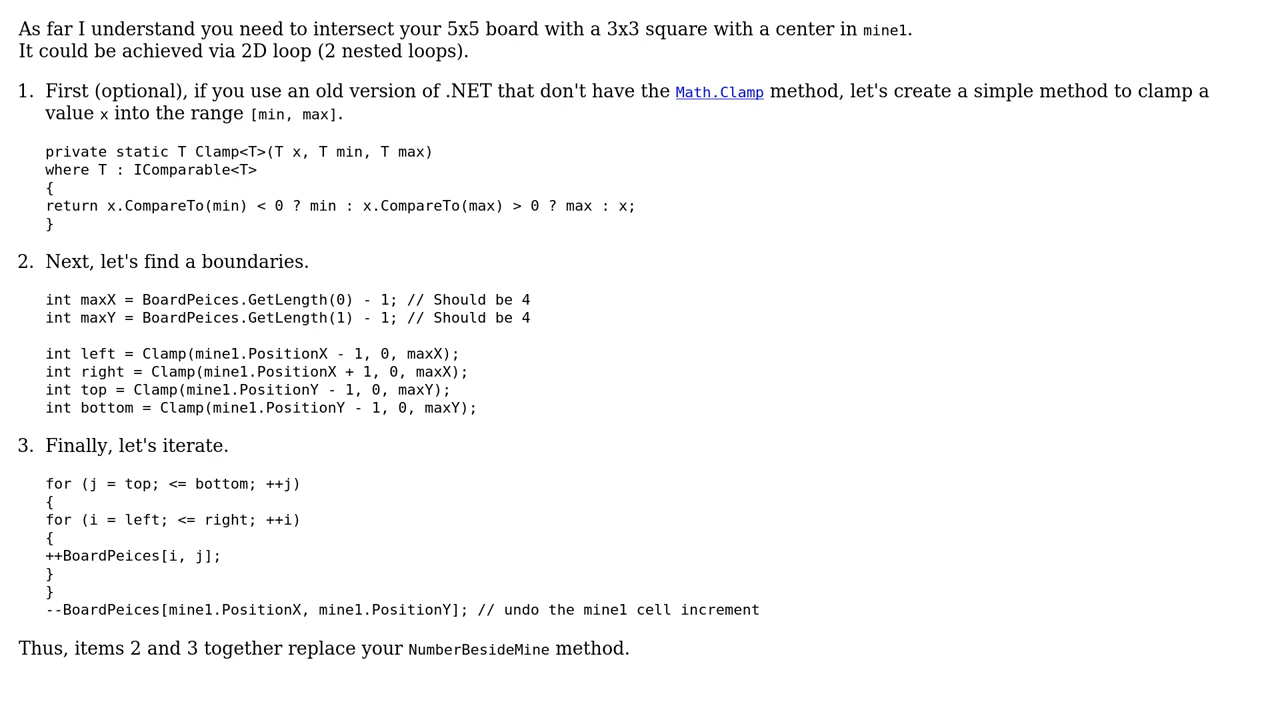 As far I understand you need to intersect your 5x5 board with a 3x3 square with a center in mine1.
It could be achieved via 2D loop (2 nested loops).
1. First (optional), if you use an old version of .NET that don't have the Math.Clamp method, let's create a simple method to clamp a
value x into the range [min, max].
private static T Clamp<T>(T x, T min, T max)
where T : IComparable<T>
{
return x.CompareTo(min) < 0 ? min : x.CompareTo(max) > 0 ? max : x;
}
2. Next, let's find a boundaries.
int maxX = BoardPeices.GetLength(0) - 1; // Should be 4
int maxY = BoardPeices.GetLength(1) - 1; // Should be 4
int left = Clamp(mine1.PositionX - 1, 0, maxX);
int right = Clamp(mine1.PositionX + 1, 0, maxX);
int top = Clamp(mine1.PositionY - 1, 0, maxY);
int bottom = Clamp(mine1.PositionY - 1, 0, maxY);
3. Finally, let's iterate.
for (j = top; <= bottom; ++j)
{
for (i = left; <= right; ++i)
{
++BoardPeices[i, j];
}
}
--BoardPeices[mine1.PositionX, mine1.PositionY]; // undo the mine1 cell increment
Thus, items 2 and 3 together replace your NumberBesideMine method.